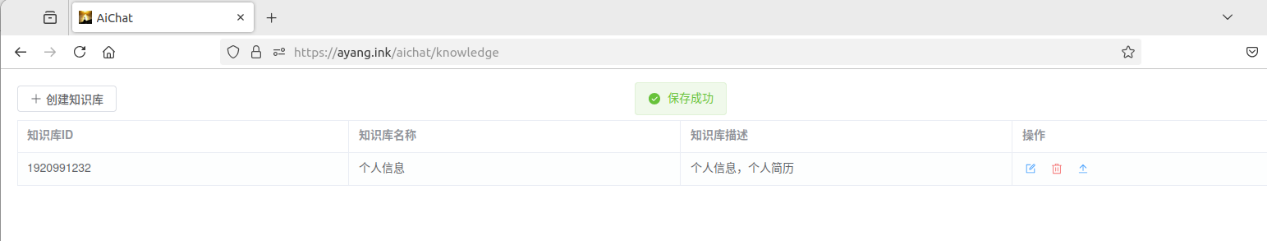 AiChat
https://ayang.ink/aichat/knowledge
保存成功
创建知识库
知识库ID 知识库名称 知识库描述 操作
1920991232 个人信息 个人信息，个人简历